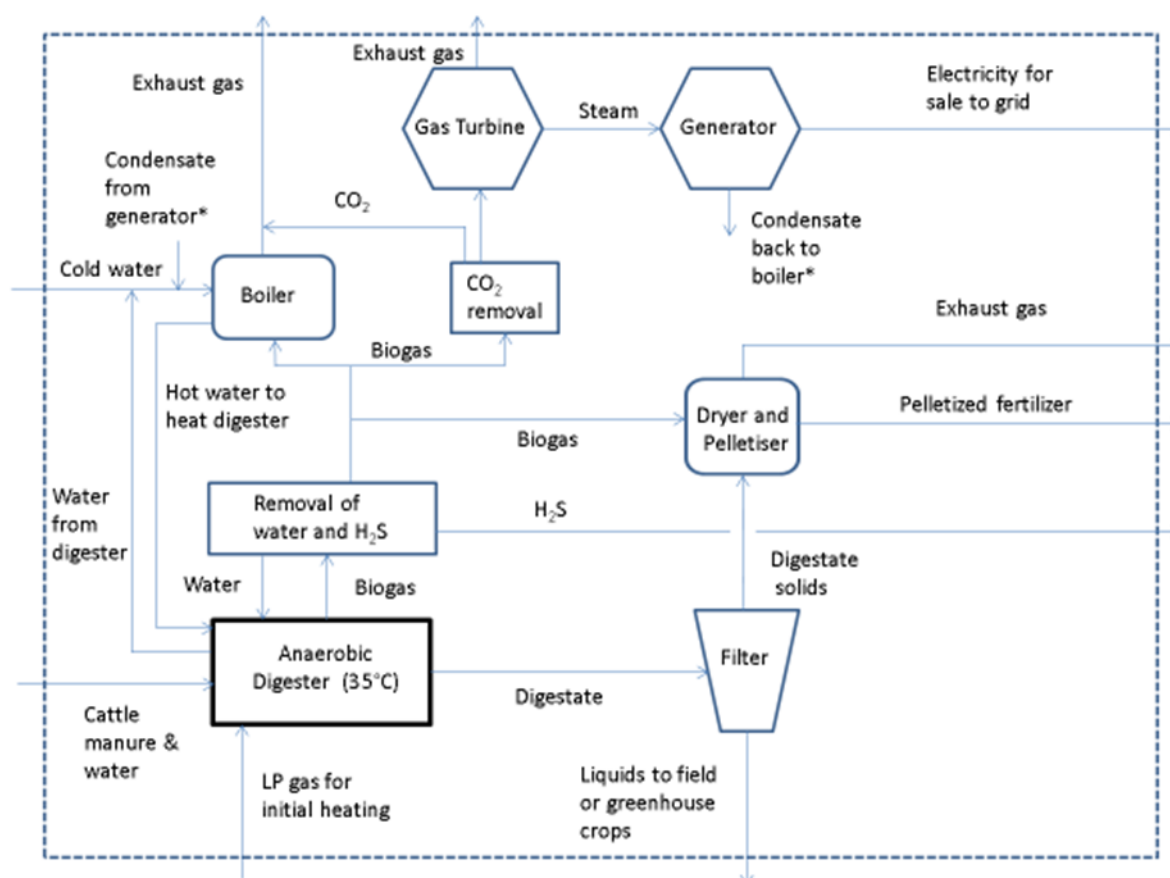 Exhaust gas
Exhaust gas
Gas Turbine
Steam
Generator
Electricity for
sale to grid
Condensate
from
generator*
CO₂
Condensate
back to
boiler*
Cold water
Boiler
CO₂
removal
Exhaust gas
Biogas
Hot water to
heat digester
Dryer and
Pelletiser
Pelletized fertilizer
Biogas
Water
from
digester
Removal of
water and H₂S
H₂S
Digestate
solids
Water
Biogas
Anaerobic
Digester (35°C)
Filter
Digestate
Cattle
manure &
water
LP gas for
initial heating
Liquids to field
or greenhouse
crops